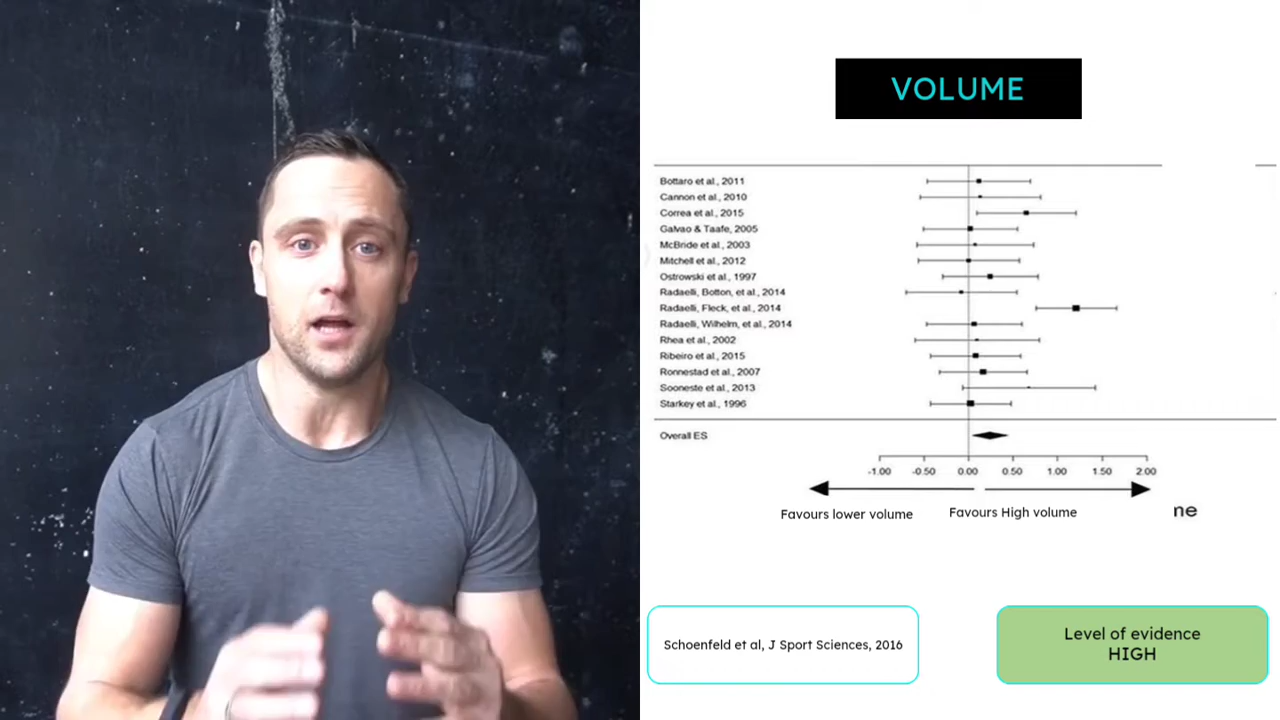 VOLUME
Bottaro et al., 2011
Cannon et al., 2010
Correa et al., 2015
Galvao & Taafe, 2005
McBride et al., 2003
Mitchell et al., 2012
Ostrowski et al., 1997
Radaelli, Botton, et al., 2014
Radaelli, Fleck, et al., 2014
Radaelli, Wilhelm, et al., 2014
Rhea et al., 2002
Ribeiro et al., 2015
Ronnestad et al., 2007
Sooneste et al., 2013
Starkey et al., 1996
Overall ES
-1.00 -0.50 0.00 0.50 1.00 1.50 2.00
Favours lower volume Favours High volume ne
Schoenfeld et al, J Sport Sciences, 2016
Level of evidence
HIGH